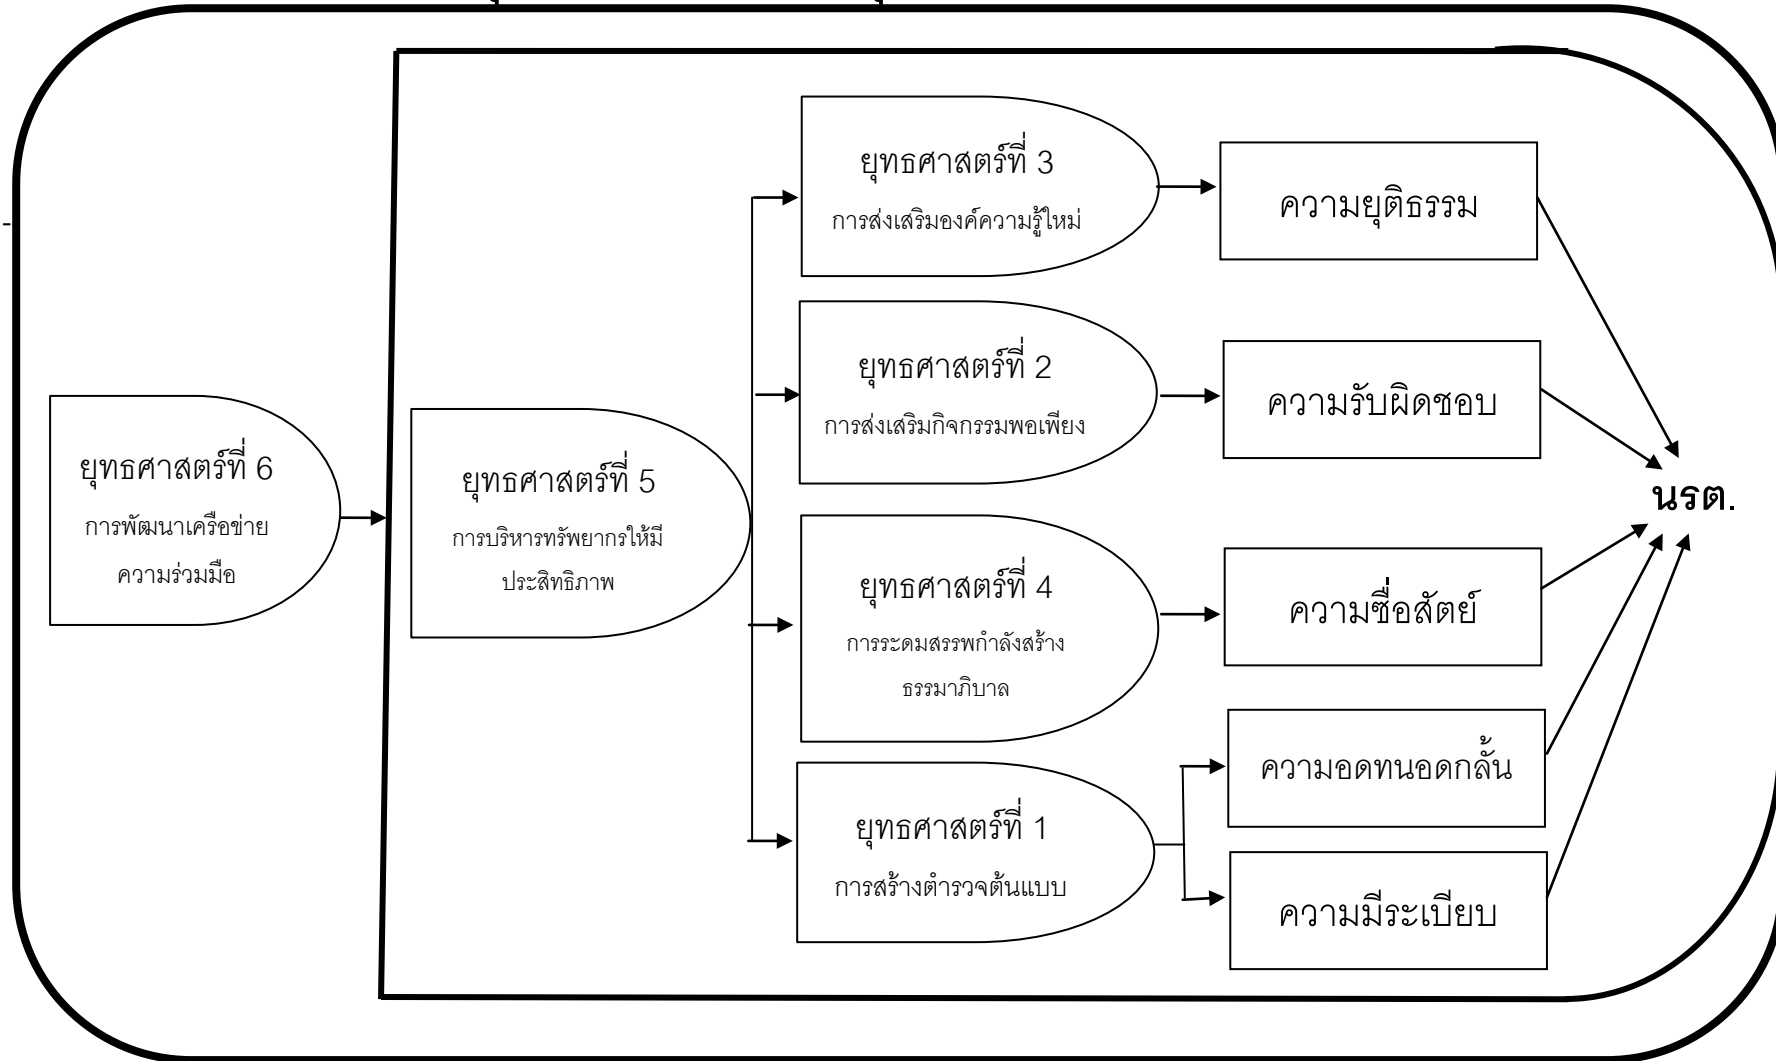 ยุทธศาสตร์ที่ 6
การพัฒนาเครือข่าย
ความร่วมมือ
ยุทธศาสตร์ที่ 5
การบริหารทรัพยากรให้มี
ประสิทธิภาพ
ยุทธศาสตร์ที่ 3
การส่งเสริมองค์ความรู้ใหม่
ความยุติธรรม
ยุทธศาสตร์ที่ 2
การส่งเสริมกิจกรรมพอเพียง
ความรับผิดชอบ
ยุทธศาสตร์ที่ 4
การระดมสรรพกำลังสร้าง
ธรรมาภิบาล
ความซื่อสัตย์
ยุทธศาสตร์ที่ 1
การสร้างตำรวจต้นแบบ
ความอดทนอดกลั้น
ความมีระเบียบ
นรต.